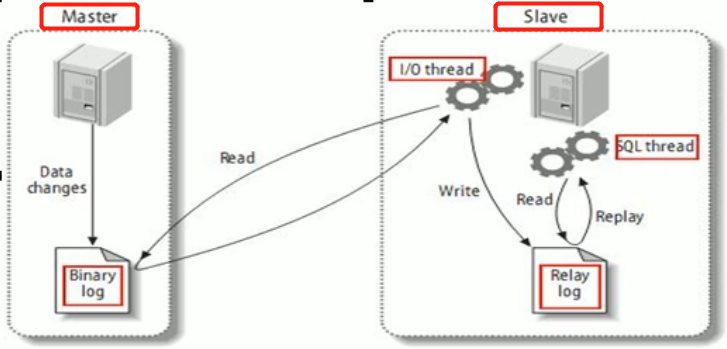 Master
Slave
I/O thread
SQL thread
Read
Data
changes
Write
Read
Replay
Binary
log
Relay
log